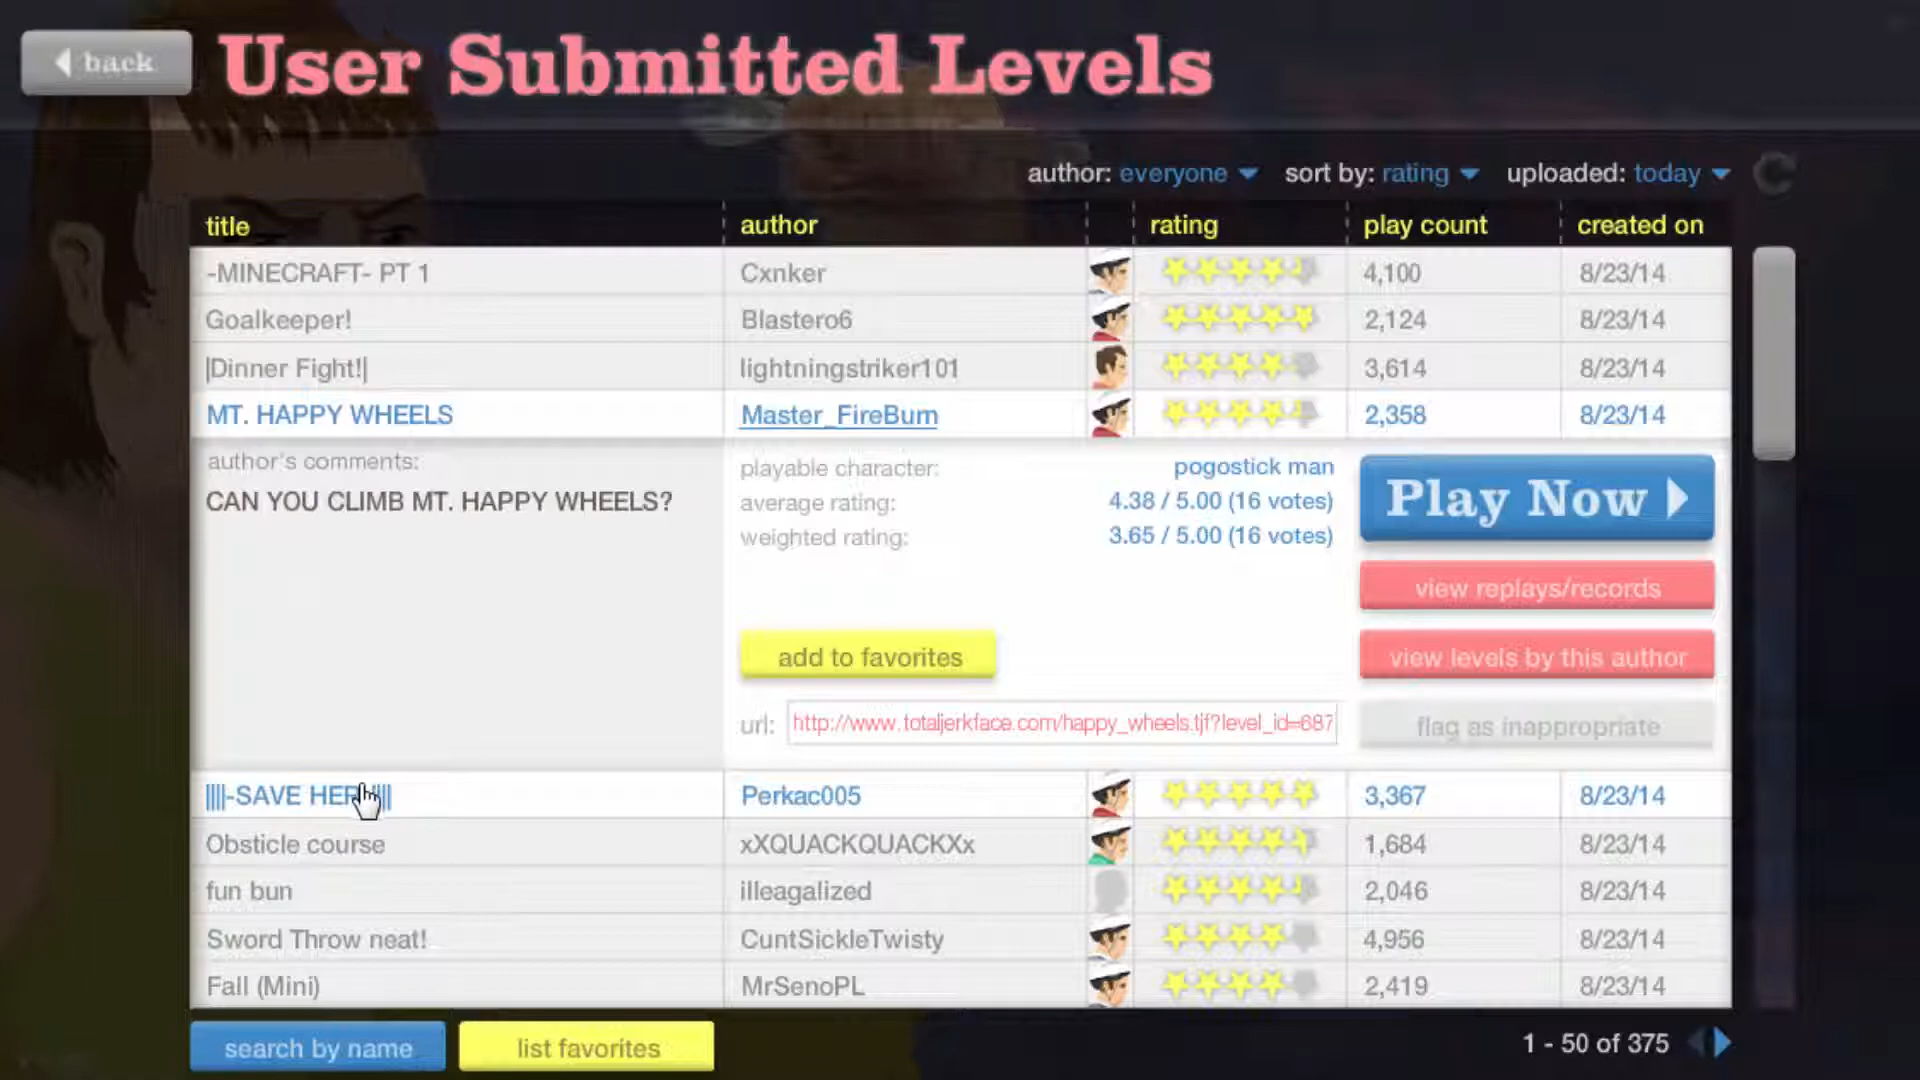 back
User Submitted Levels
author: everyone sort by: rating uploaded: today
title author rating play count created on
-MINECRAFT- PT 1 Cxnker 4,100 8/23/14
Goalkeeper! Blastero6 2,124 8/23/14
|Dinner Fight!| lightningstriker101 3,614 8/23/14
MT. HAPPY WHEELS Master_FireBurn 2,358 8/23/14
author's comments:
CAN YOU CLIMB MT. HAPPY WHEELS?
playable character: pogostick man
average rating: 4.38 / 5.00 (16 votes)
weighted rating: 3.65 / 5.00 (16 votes)
Play Now
view replays/records
add to favorites
view levels by this author
url: http://www.totaljerkface.com/happy_wheels.tjf?level_id=687
flag as inappropriate
||||-SAVE HER Perkac005 3,367 8/23/14
Obsticle course xXQUACKQUACKXx 1,684 8/23/14
fun bun illeagalized 2,046 8/23/14
Sword Throw neat! CuntSickleTwisty 4,956 8/23/14
Fall (Mini) MrSenoPL 2,419 8/23/14
search by name list favorites 1 - 50 of 375